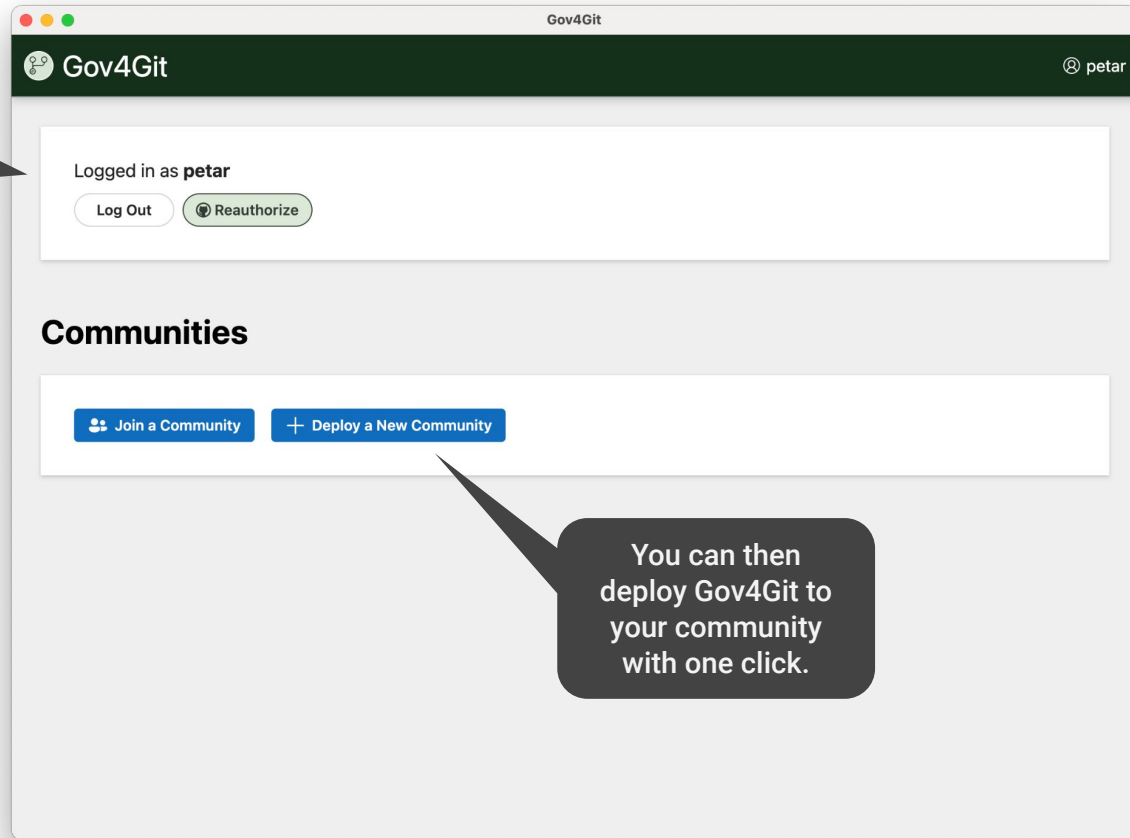 Gov4Git
Gov4Git
petar
Logged in as petar
Log Out
Reauthorize
Communities
Join a Community
Deploy a New Community
You can then
deploy Gov4Git to
your community
with one click.